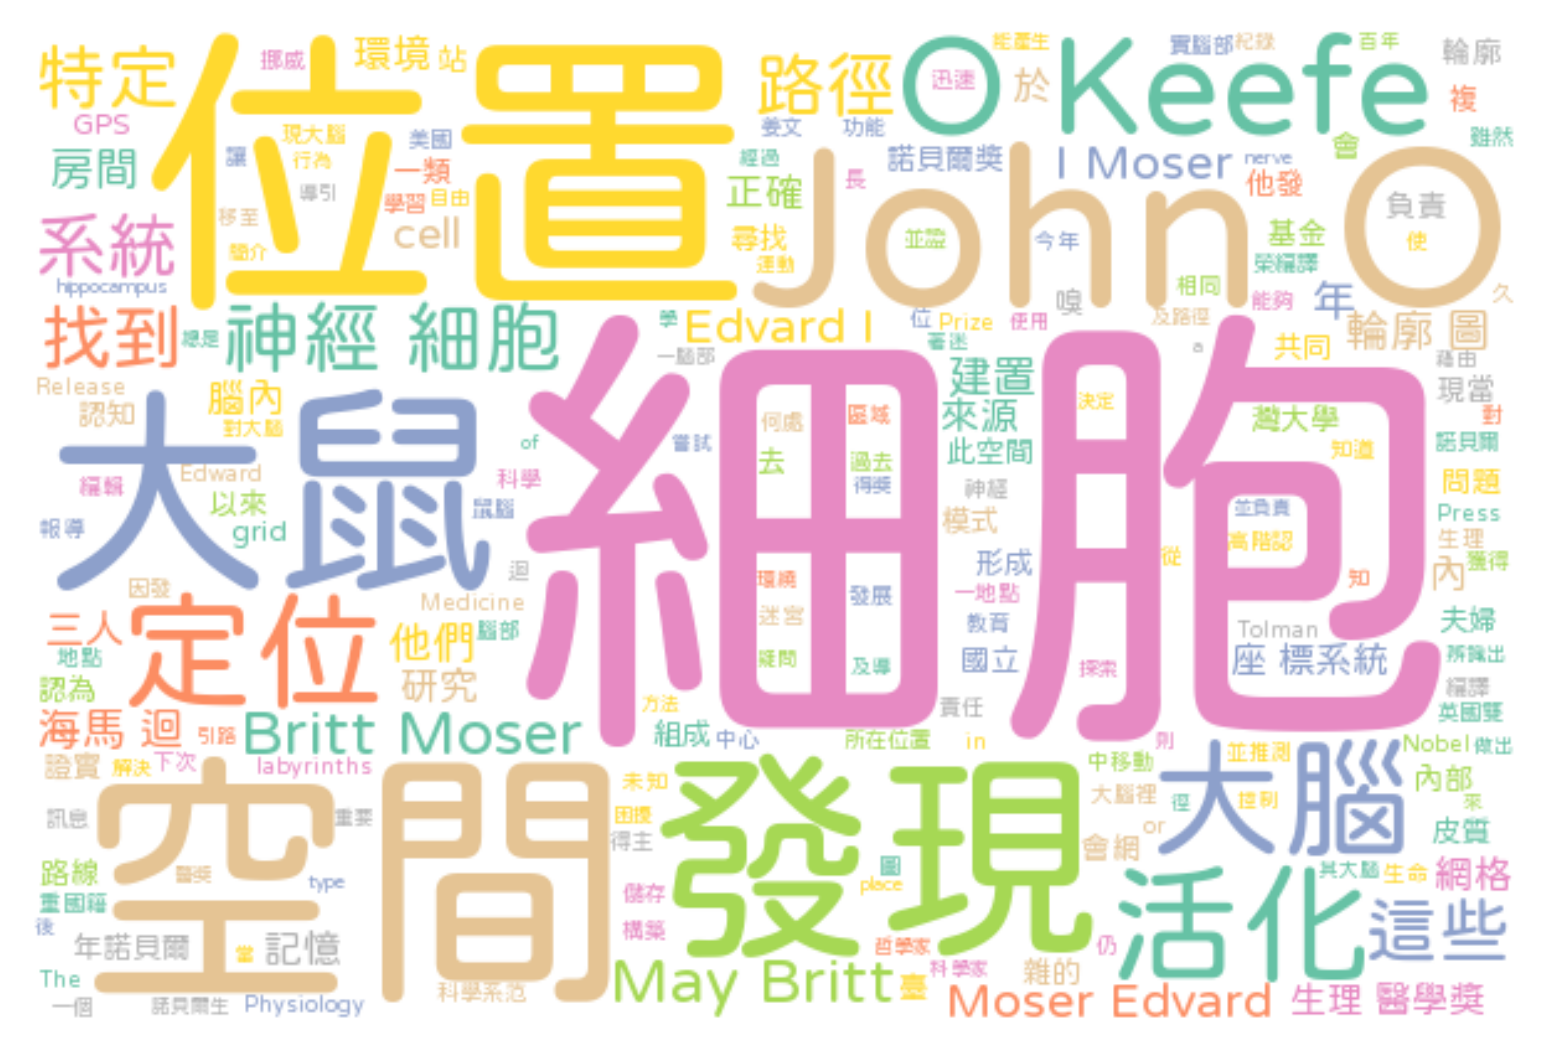 特定
位置
挪威
環境
站
路徑
O Keefe
迅速
能產生
於
實腦部
紀錄
百年
輪廓
複
雖然
GPS
現大腦
美國
姜文
功能
會
房間
讓
行為
一類
經過
諾貝爾獎
I Moser
nerve
他發
導引
學習
自由
正確
長
John O
負責
系統
移至
cell
尋找
並證
今年
基金
使
簡介
運動
榮編譯
hippocampus
嗅
相同
能夠
年
久
找到
總是
神經 細胞
學
Edvard I
位
Prize
使用
及路徑
輪廓 圖
一腦部
著迷
a
共同
藉由
Release
認知
腦內
對大腦
大鼠
細胞
建置
現當
來源
何處
區域
決定
灣大學
對
of
嘗試
此空間
去
過去
知道
諾貝爾
編輯
Edward
科學
得獎
神經
問題
以來
鼠腦
模式
並負責
Press
報導
grid
高階認
生理
形成
從
獲得
迴
環繞
一地點
知
內
因發
Medicine
發展
迷宮
三人
定位
他們
腦部
教育
Tolman
夫婦
地點
疑問
及導
國立
探索
座 標系統
辨識出
認為
研究
編譯
方法
責任
英國雙
海馬 迴
引路
Britt Moser
組成
中心
所在位置
in
則
Nobel
做出
證實
解決
下次
labyrinths
未知
發現
中移動
並推測
大腦
內部
空間
大腦裡
徑
控制
來
訊息
重要
困擾
得主
會網
or
皮質
路線
醫獎
type
圖
place
儲存
活化
其大腦
生命
網格
重國籍
後
構築
這些
年諾貝爾
當
記憶
哲學家
仍
The
科學系范
May Britt
臺
科學家
雜的
一個
諾貝爾生
Physiology
Moser Edvard
生理 醫學獎